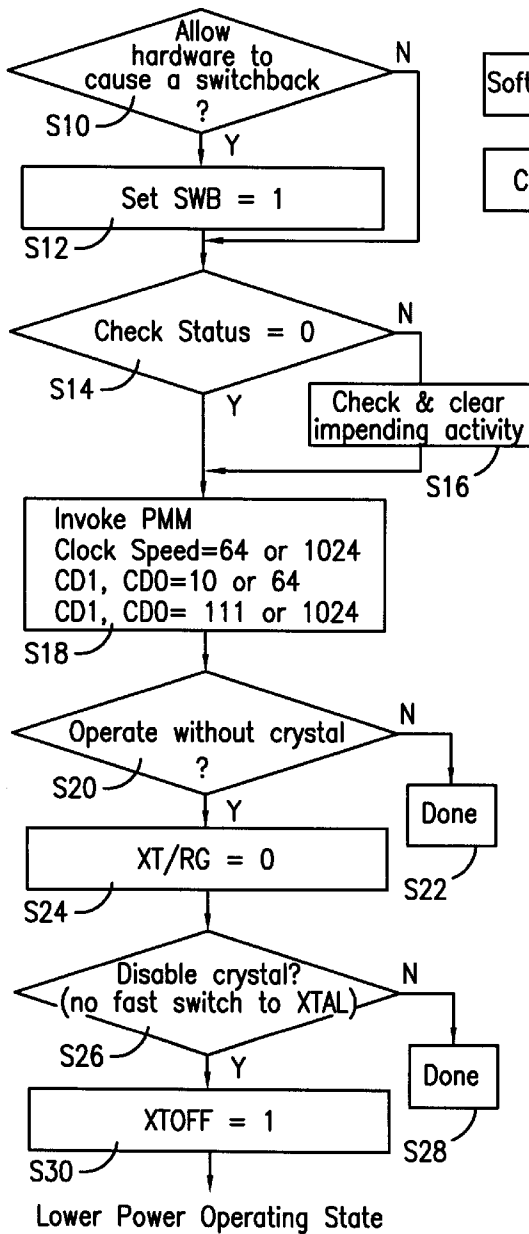 Allow
hardware to
cause a switchback
?
N
S10
Y
Soft
Set SWB = 1
C
S12
Check Status = 0
N
S14
Y
Check & clear
impending activity
S16
Invoke PMM
Clock Speed=64 or 1024
CD1, CD0=10 or 64
CD1, CD0= 111 or 1024
S18
Operate without crystal
?
N
S20
Y
Done
S22
XT/RG = 0
S24
Disable crystal?
(no fast switch to XTAL)
N
S26
Y
Done
S28
XTOFF = 1
S30
Lower Power Operating State